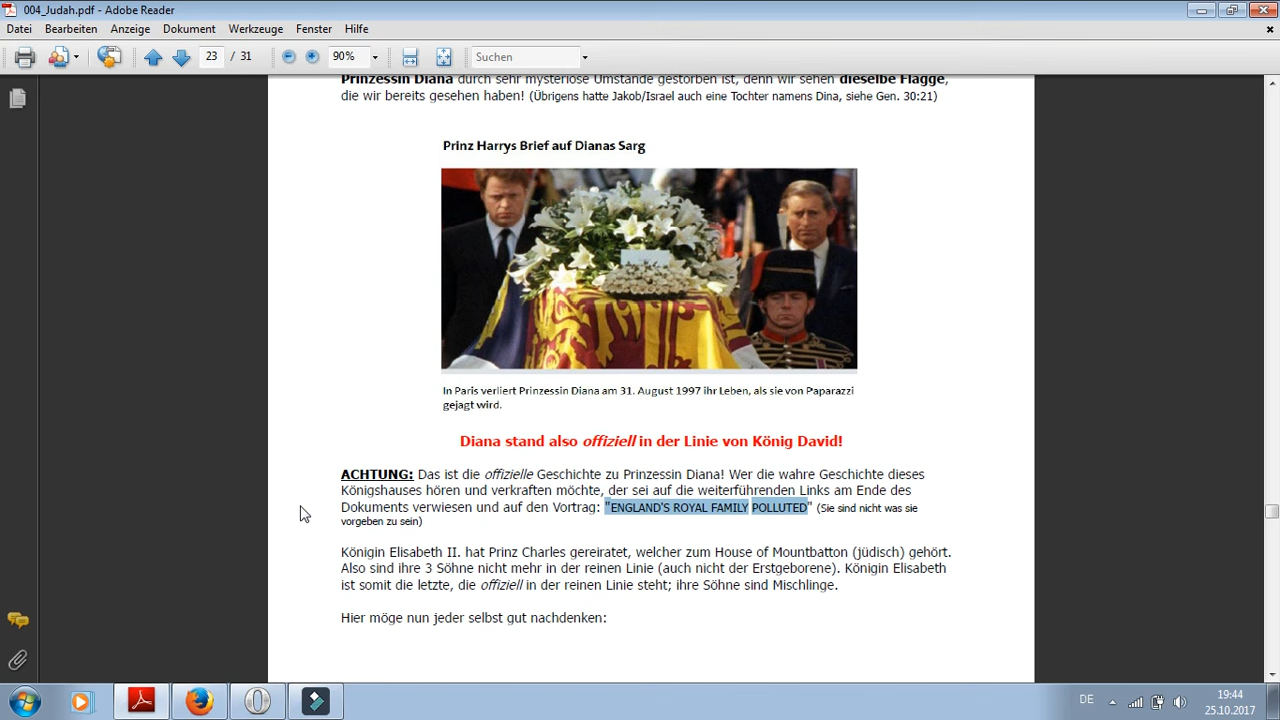 004_Judah.pdf - Adobe Reader
Datei Bearbeiten Anzeige Dokument Werkzeuge Fenster Hilfe
23 / 31 90% Suchen
Prinzessin Diana durch sehr mysteriöse Umstände gestorben ist, denn wir sehen dieselbe Flagge,
die wir bereits gesehen haben! (Übrigens hatte Jakob/Israel auch eine Tochter namens Dina, siehe Gen. 30:21)
Prinz Harrys Brief auf Dianas Sarg
In Paris verliert Prinzessin Diana am 31. August 1997 ihr Leben, als sie von Paparazzi
gejagt wird.
Diana stand also offiziell in der Linie von König David!
ACHTUNG: Das ist die offizielle Geschichte zu Prinzessin Diana! Wer die wahre Geschichte dieses
Königshauses hören und verkraften möchte, der sei auf die weiterführenden Links am Ende des
Dokuments verwiesen und auf den Vortrag: "ENGLAND'S ROYAL FAMILY POLLUTED" (Sie sind nicht was sie
vorgeben zu sein)
Königin Elisabeth II. hat Prinz Charles gereiratet, welcher zum House of Mountbatton (jüdisch) gehört.
Also sind ihre 3 Söhne nicht mehr in der reinen Linie (auch nicht der Erstgeborene). Königin Elisabeth
ist somit die letzte, die offiziell in der reinen Linie steht; ihre Söhne sind Mischlinge.
Hier möge nun jeder selbst gut nachdenken:
DE 19:44
25.10.2017